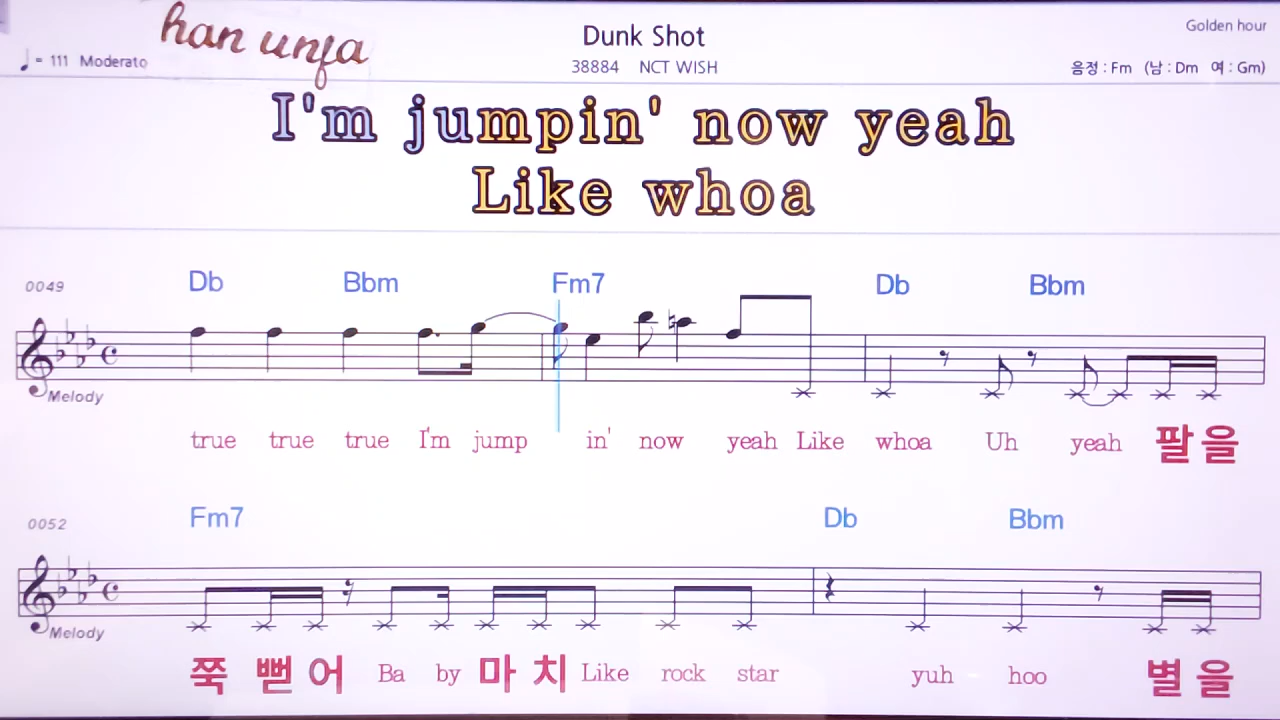 han unja
Dunk Shot
Golden hour
♩= 111 Moderato
38884 NCT WISH
음정 : Fm (남 : Dm 여 : Gm)
I'm jumpin' now yeah
Like whoa
0049 Db Bbm Fm7 Db Bbm
Melody
true true true I'm jump in' now yeah Like whoa Uh yeah 팔 을
0052 Fm7 Db Bbm
Melody
쭉 뻗 어 Ba by 마 치 Like rock star yuh hoo 별 을